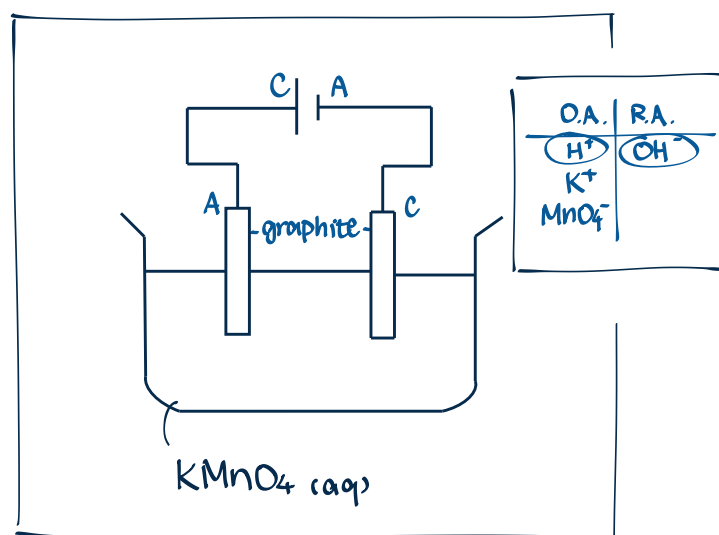 C A
A graphite C
KMnO4 (aq)
O.A. R.A.
H+ OH-
K+
MnO4-